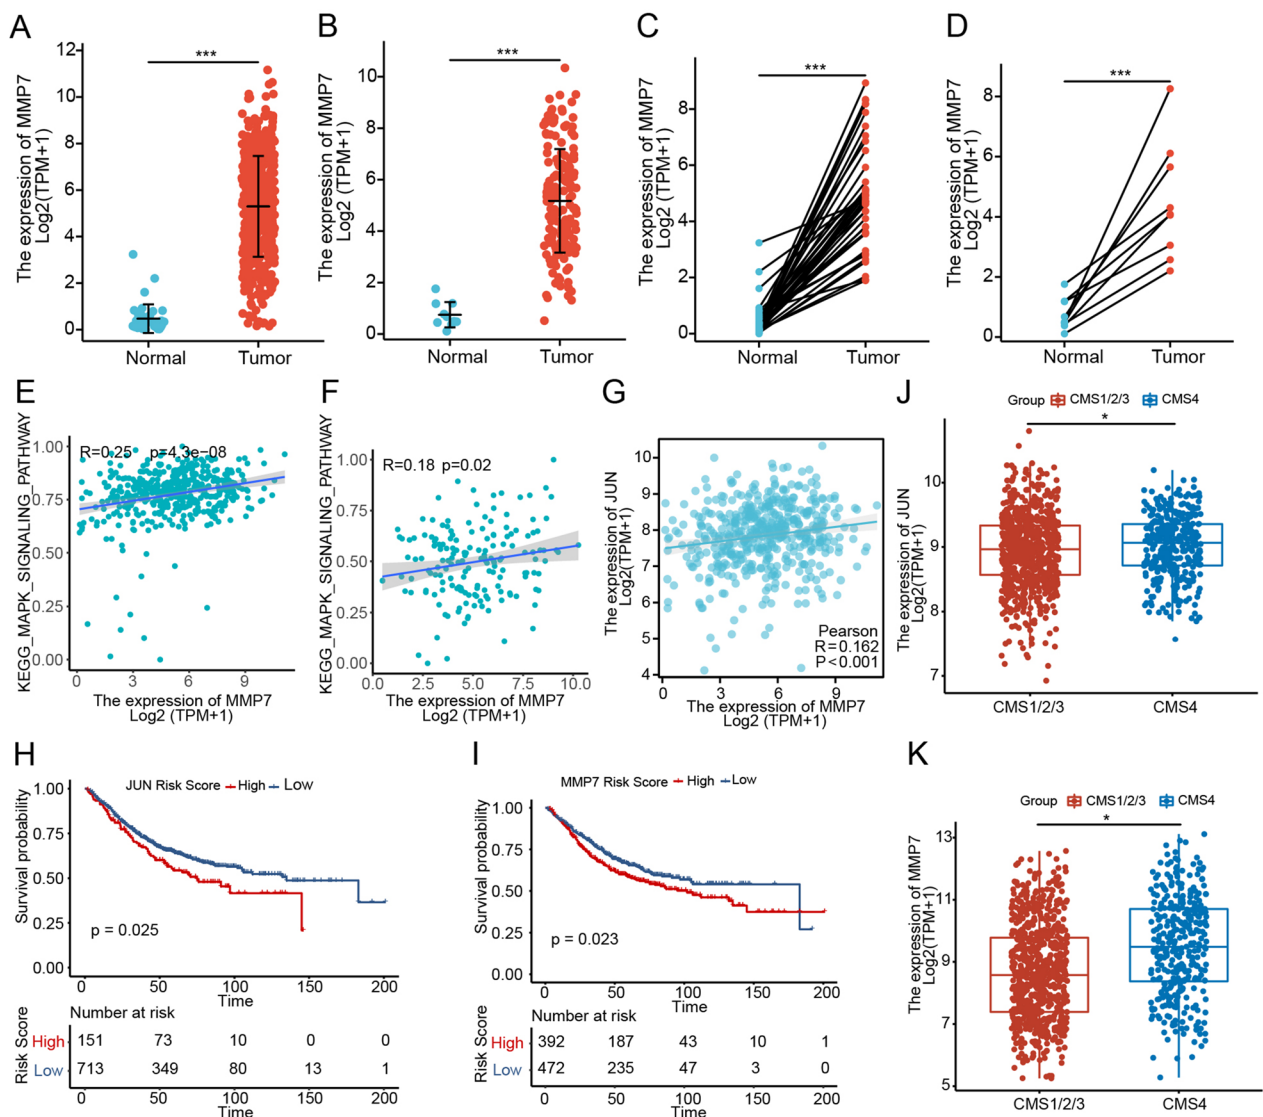 A
The expression of MMP7
Log2(TPM+1)
12
10
8
6
4
2
0
***
Normal
Tumor
B
The expression of MMP7
Log2 (TPM+1)
10
8
6
4
2
0
***
Normal
Tumor
C
The expression of MMP7
Log2 (TPM+1)
8
6
4
2
0
***
Normal
Tumor
D
The expression of MMP7
Log2 (TPM+1)
8
6
4
2
0
***
Normal
Tumor
E
KEGG_MAPK_SIGNALING_PATHWAY
1.00
0.75
0.50
0.25
0.00
R=0.25 p=4.3e−08
0 3 6 9
The expression of MMP7
Log2 (TPM+1)
F
KEGG_MAPK_SIGNALING_PATHWAY
1.00
0.75
0.50
0.25
0.00
R=0.18 p=0.02
0.0 2.5 5.0 7.5 10.0
The expression of MMP7
Log2 (TPM+1)
G
The expression of JUN
Log2(TPM+1)
10
9
8
7
6
5
4
Pearson
R=0.162
P<0.001
0 3 6 9
The expression of MMP7
Log2 (TPM+1)
J
Group CMS1/2/3 CMS4
*
The expression of JUN
Log2(TPM+1)
10
9
8
7
CMS1/2/3
CMS4
H
JUN Risk Score High Low
Survival probability
1.00
0.75
0.50
0.25
0.00
p = 0.025
0 50 100 150 200
Time
Number at risk
Risk Score
High 151 73 10 0 0
Low 713 349 80 13 1
0 50 100 150 200
Time
I
MMP7 Risk Score High Low
Survival probability
1.00
0.75
0.50
0.25
0.00
p = 0.023
0 50 100 150 200
Time
Number at risk
Risk Score
High 392 187 43 10 1
Low 472 235 47 3 0
0 50 100 150 200
Time
K
Group CMS1/2/3 CMS4
*
The expression of MMP7
Log2(TPM+1)
13
11
9
7
5
CMS1/2/3
CMS4